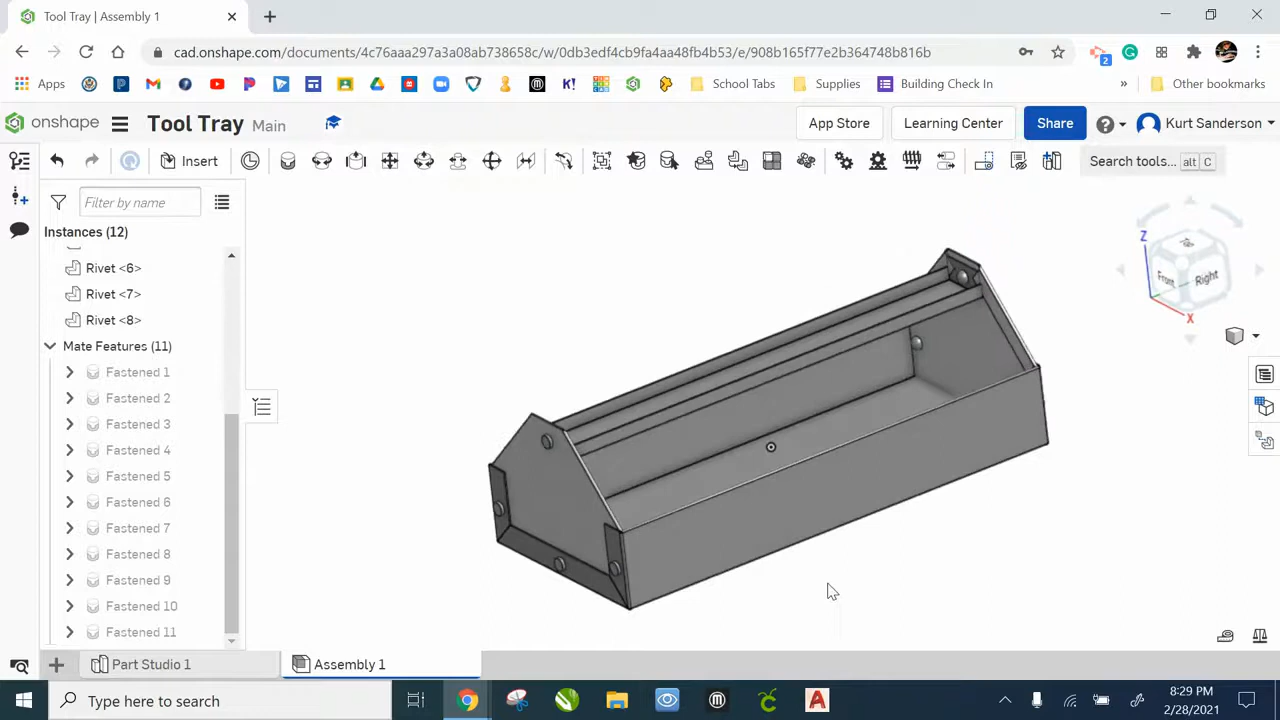 Tool Tray | Assembly 1
cad.onshape.com/documents/4c76aaa297a3a08ab738658c/w/0db3edf4cb9fa4aa48fb4b53/e/908b165f77e2b364748b816b
2
Apps
School Tabs
Supplies
Building Check In
»
Other bookmarks
onshape
Tool Tray Main
App Store
Learning Center
Share
Kurt Sanderson
Insert
Search tools... alt C
Filter by name
Instances (12)
Rivet <6>
Rivet <7>
Rivet <8>
Mate Features (11)
Fastened 1
Fastened 2
Fastened 3
Fastened 4
Fastened 5
Fastened 6
Fastened 7
Fastened 8
Fastened 9
Fastened 10
Fastened 11
Z
Front
Right
X
Part Studio 1
Assembly 1
Type here to search
8:29 PM
2/28/2021